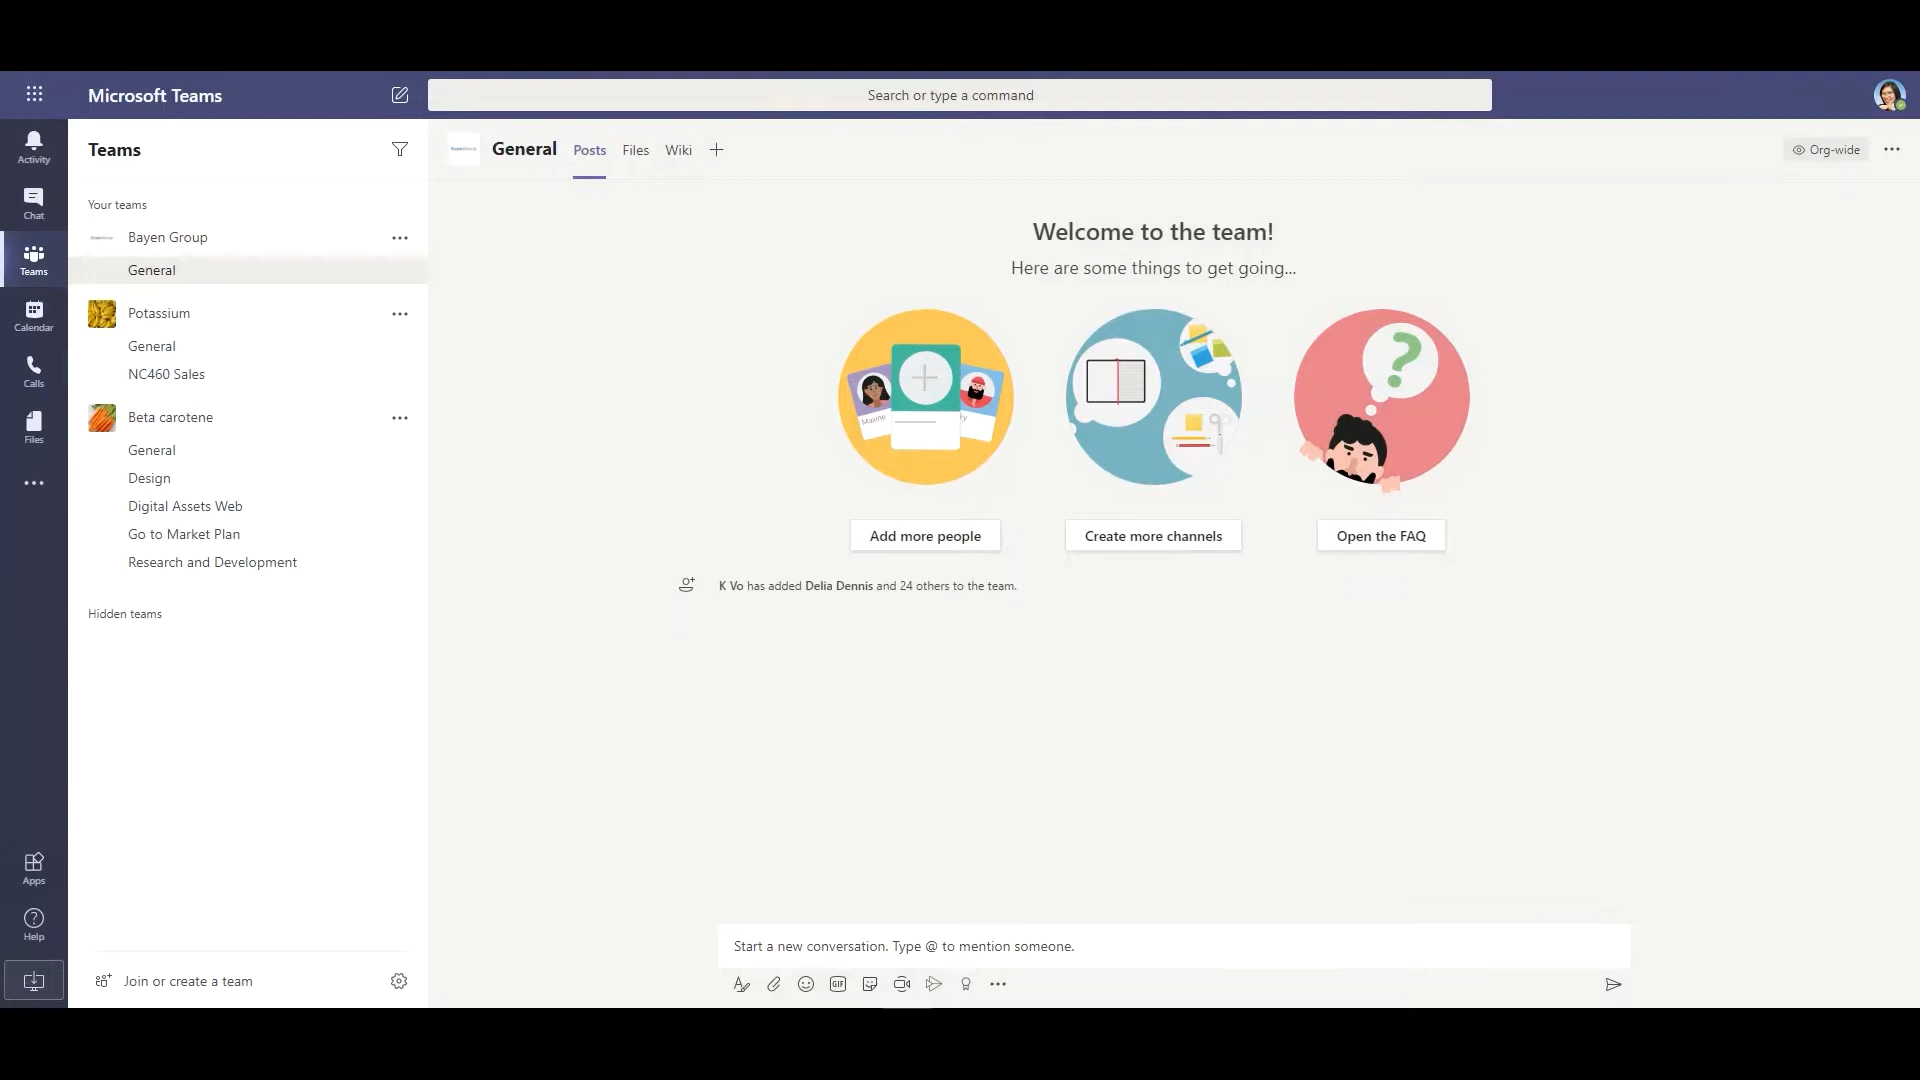 Microsoft Teams
Search or type a command
Activity
Chat
Teams
Calendar
Calls
Files
Apps
Help
Teams
Your teams
Bayen Group
General
Potassium
General
NC460 Sales
Beta carotene
General
Design
Digital Assets Web
Go to Market Plan
Research and Development
Hidden teams
Join or create a team
General Posts Files Wiki
Org-wide
Welcome to the team!
Here are some things to get going...
Maxine
Add more people
Create more channels
Open the FAQ
K Vo has added Delia Dennis and 24 others to the team.
Start a new conversation. Type @ to mention someone.
GIF